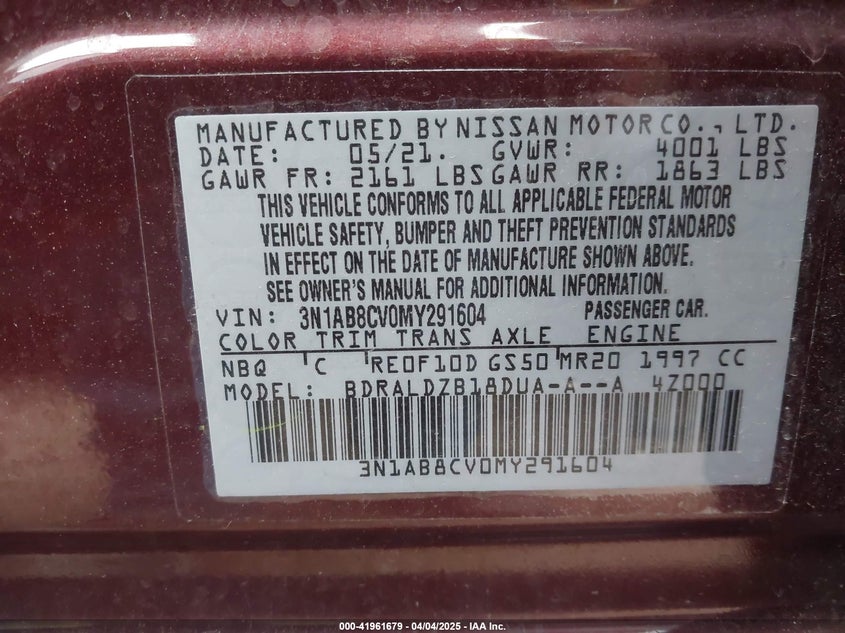 MANUFACTURED BY NISSAN MOTOR CO., LTD.
DATE: 05/21. GVWR: 4001 LBS
GAWR FR: 2161 LBS GAWR RR: 1863 LBS
THIS VEHICLE CONFORMS TO ALL APPLICABLE FEDERAL MOTOR
VEHICLE SAFETY, BUMPER AND THEFT PREVENTION STANDARDS
IN EFFECT ON THE DATE OF MANUFACTURE SHOWN ABOVE.
SEE OWNER'S MANUAL FOR ADDITIONAL INFORMATION.
VIN: 3N1AB8CV0MY291604 PASSENGER CAR.
COLOR TRIM TRANS AXLE ENGINE
NBQ C RE0F10D GS50 MR20 1997 CC
MODEL: BDRALDZB18DUA-A--A 4Z000
3N1AB8CV0MY291604
000-41961679 - 04/04/2025 - IAA Inc.